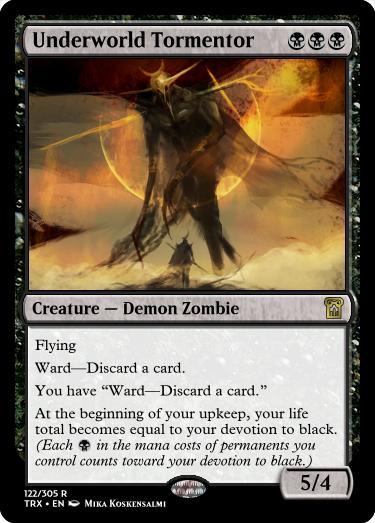 Underworld Tormentor
Creature — Demon Zombie
Flying
Ward—Discard a card.
You have “Ward—Discard a card.”
At the beginning of your upkeep, your life
total becomes equal to your devotion to black.
(Each in the mana costs of permanents you
control counts toward your devotion to black.)
5/4
122/305 R
TRX • EN Mika Koskensalmi